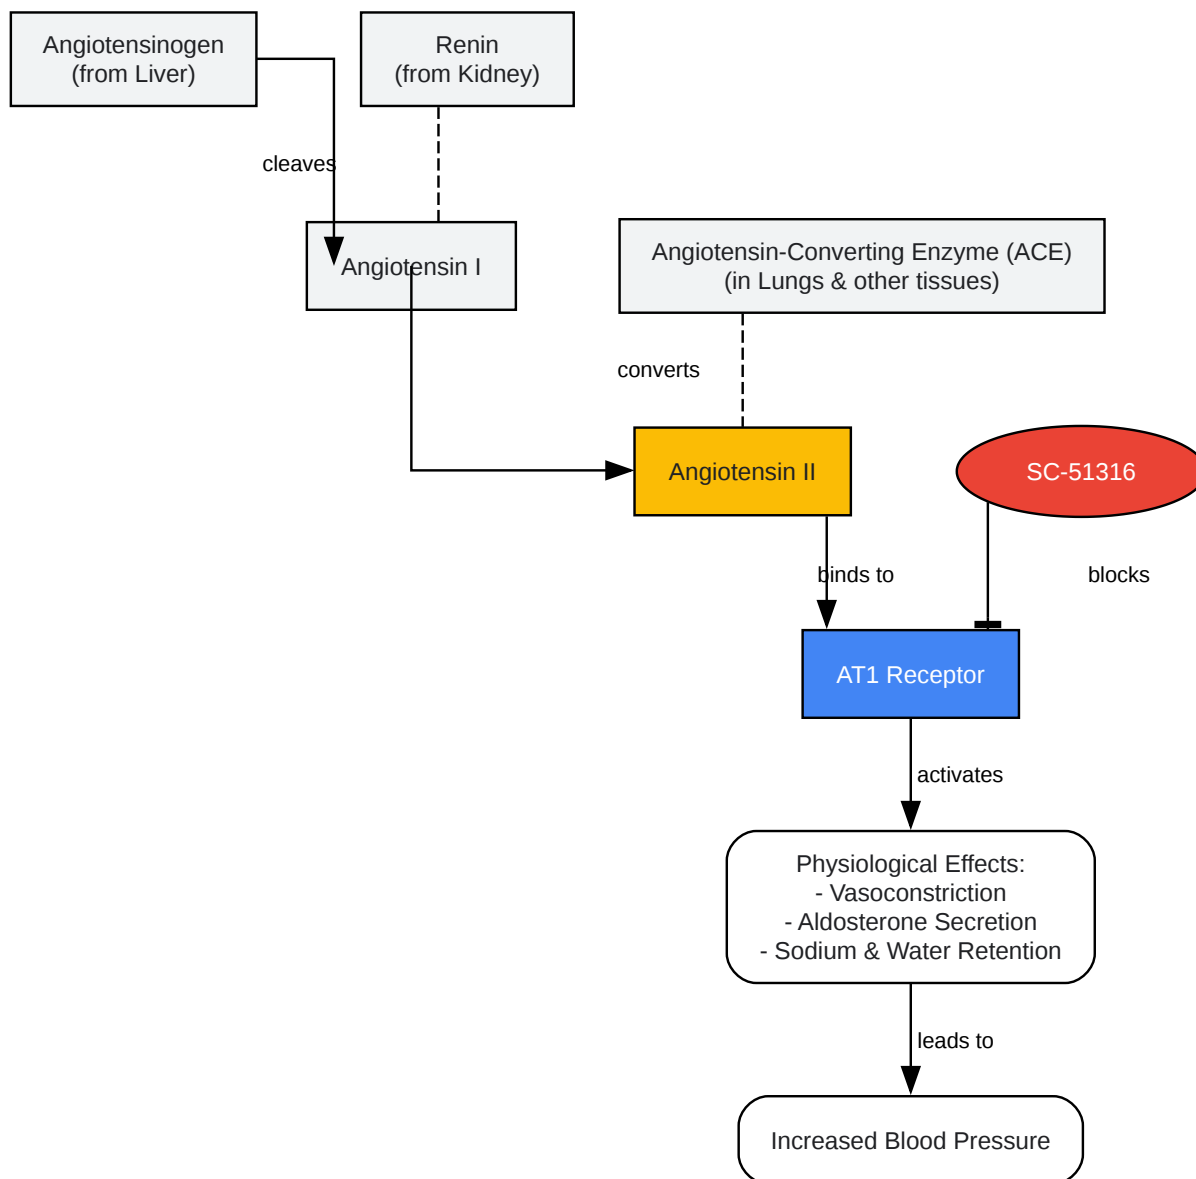 Angiotensinogen
(from Liver)
Renin
(from Kidney)
cleaves
Angiotensin I
Angiotensin-Converting Enzyme (ACE)
(in Lungs & other tissues)
converts
Angiotensin II
SC-51316
binds to
blocks
AT1 Receptor
activates
Physiological Effects:
- Vasoconstriction
- Aldosterone Secretion
- Sodium & Water Retention
leads to
Increased Blood Pressure